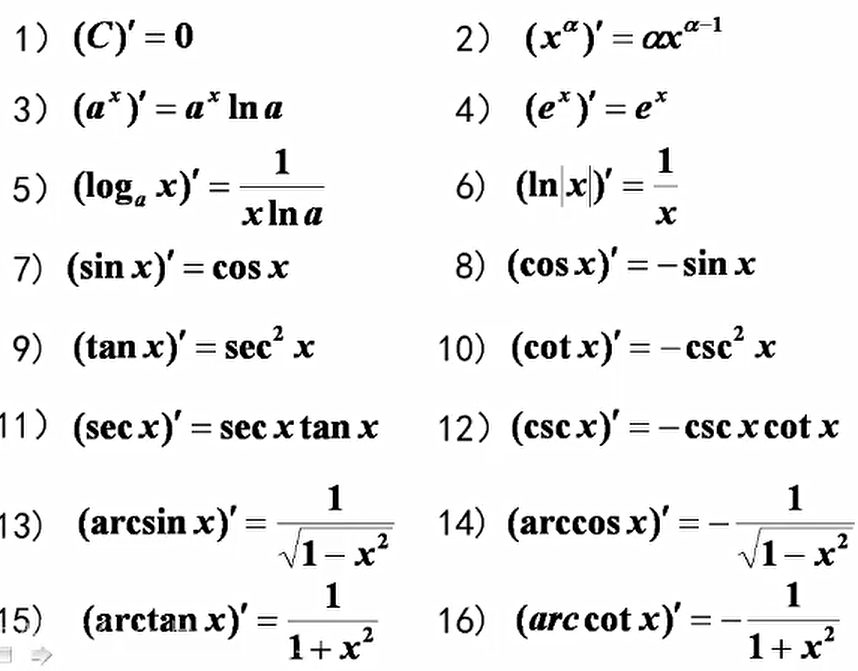 1) (C)′ = 0 2) (x^α)′ = αx^(α−1)
3) (a^x)′ = a^x ln a 4) (e^x)′ = e^x
5) (log_a x)′ = 1/(x ln a) 6) (ln|x|)′ = 1/x
7) (sin x)′ = cos x 8) (cos x)′ = −sin x
9) (tan x)′ = sec² x 10) (cot x)′ = −csc² x
11) (sec x)′ = sec x tan x 12) (csc x)′ = −csc x cot x
13) (arcsin x)′ = 1/√(1−x²) 14) (arccos x)′ = −1/√(1−x²)
15) (arctan x)′ = 1/(1+x²) 16) (arc cot x)′ = −1/(1+x²)